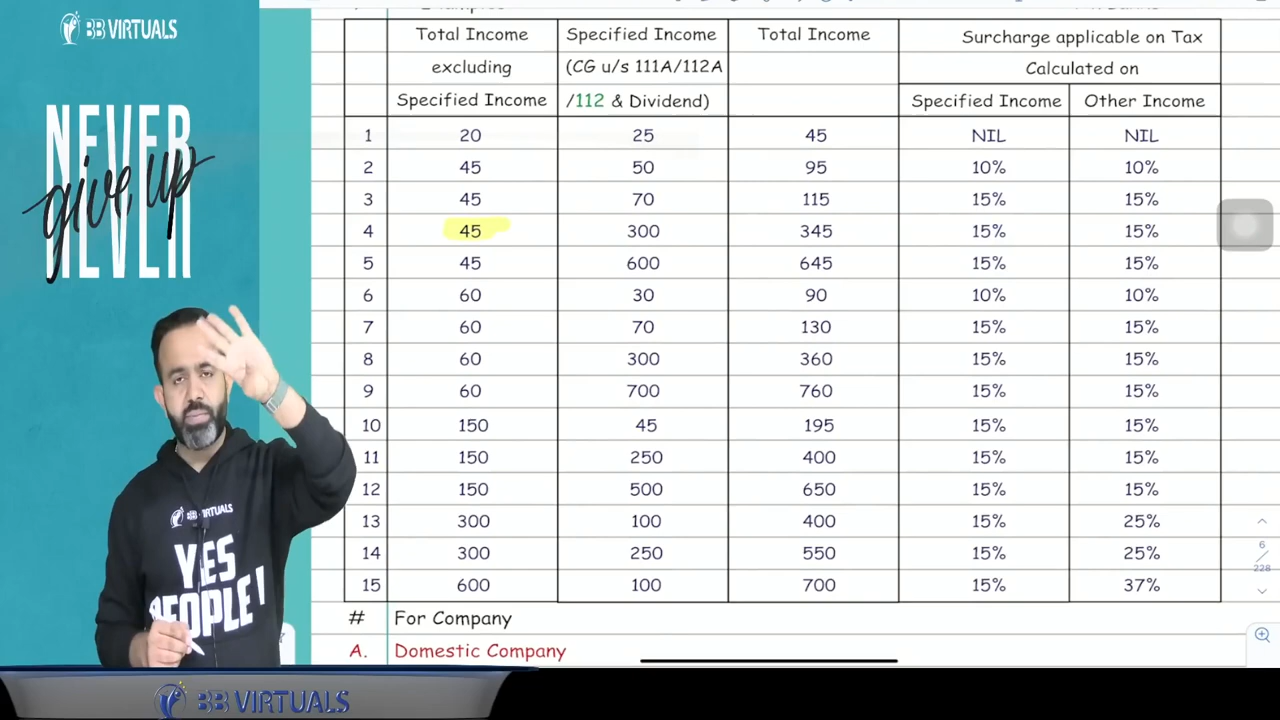 BB VIRTUALS
NEVER
give up
NEVER
Total Income excluding Specified Income | Specified Income (CG u/s 111A/112A /112 & Dividend) | Total Income | Surcharge applicable on Tax Calculated on
Specified Income | Other Income
1 20 25 45 NIL NIL
2 45 50 95 10% 10%
3 45 70 115 15% 15%
4 45 300 345 15% 15%
5 45 600 645 15% 15%
6 60 30 90 10% 10%
7 60 70 130 15% 15%
8 60 300 360 15% 15%
9 60 700 760 15% 15%
10 150 45 195 15% 15%
11 150 250 400 15% 15%
12 150 500 650 15% 15%
13 300 100 400 15% 25%
14 300 250 550 15% 25%
15 600 100 700 15% 37%
# For Company
A. Domestic Company
6
228
BB VIRTUALS
YES
PEOPLE!
BB VIRTUALS